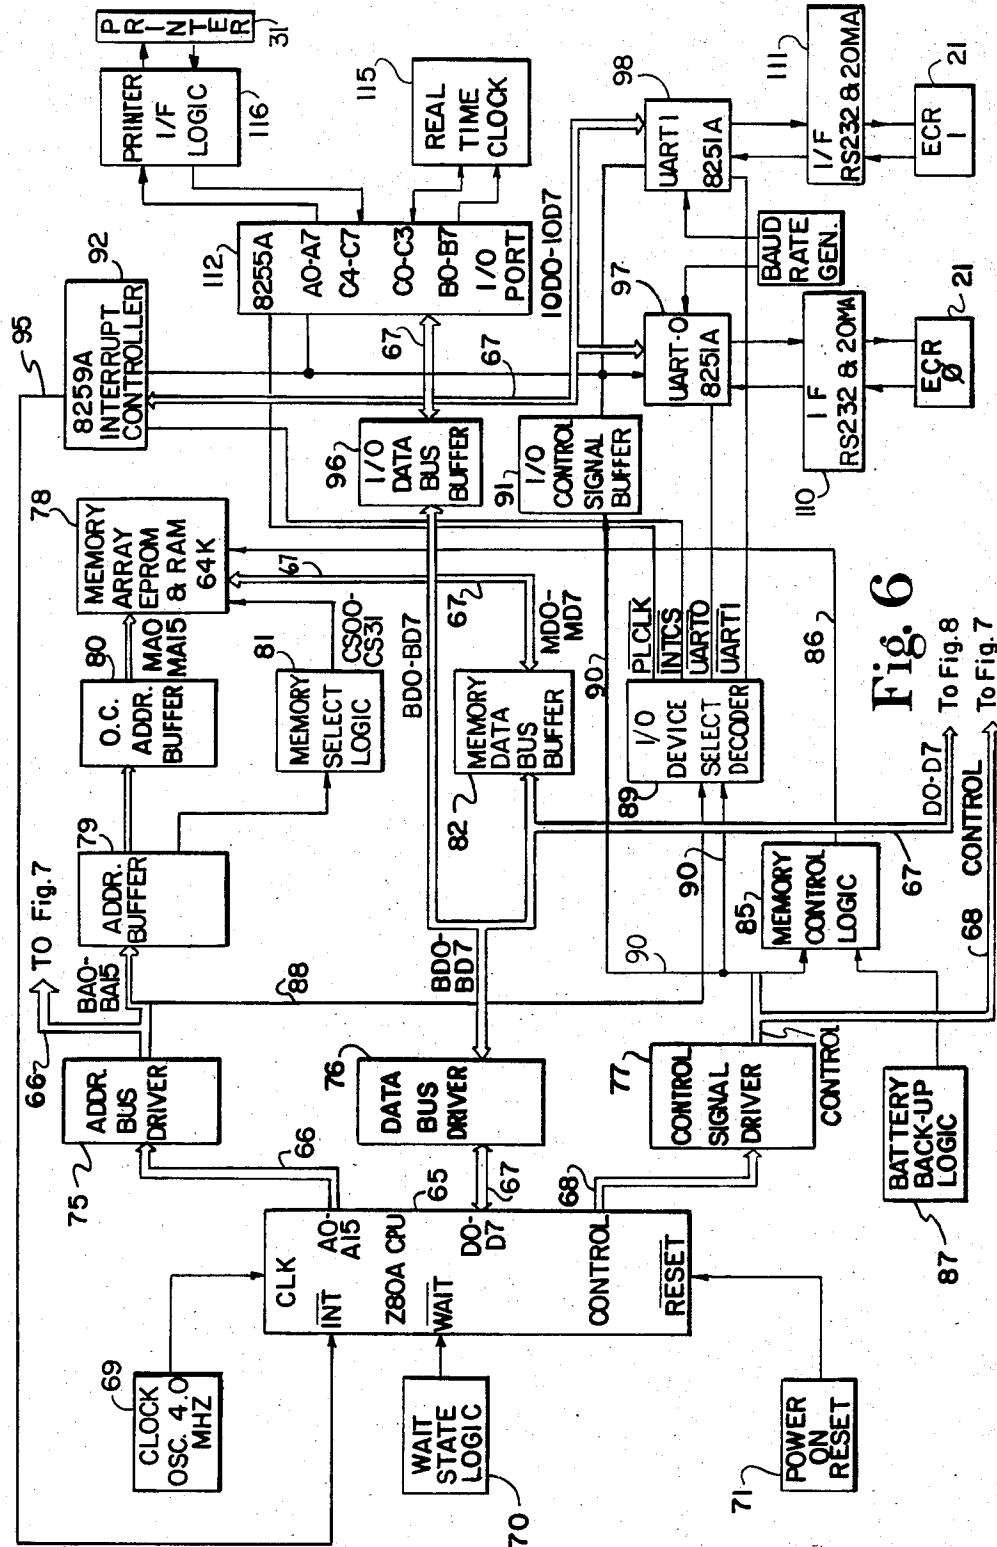 PRINTER
31
PRINTER
I/F
LOGIC
116
REAL
TIME
CLOCK
115
98
UART 1
8251A
111
I/F
RS232 & 20MA
21
ECR
1
95
92
8259A
INTERRUPT
CONTROLLER
112
8255A
A0-A7
C4-C7
C0-C3
B0-B7
I/O
PORT
IOD0-IOD7
67
67
97
UART-0
8251A
BAUD
RATE
GEN.
I F
RS232 & 20MA
110
21
ECR
Ø
78
MEMORY
ARRAY
EPROM
& RAM
64K
96
I/O
DATA
BUS
BUFFER
91
I/O
CONTROL
SIGNAL
BUFFER
67
67
80
MA0
MA15
O.C.
ADDR.
BUFFER
81
CS00-
CS31
MEMORY
SELECT
LOGIC
BD0-BD7
MD0-
MD7
MEMORY
DATA
BUS
BUFFER
82
90
PLCLK
INTCS
UART0
UART1
I/O
DEVICE
SELECT
DECODER
89
86
Fig. 6
To Fig. 8
To Fig. 7
79
ADDR.
BUFFER
TO Fig. 7
66
BA0-
BA15
88
BD0-
BD7
90
90
85
MEMORY
CONTROL
LOGIC
D0-D7
67
68 CONTROL
75
ADDR.
BUS
DRIVER
76
DATA
BUS
DRIVER
77
CONTROL
SIGNAL
DRIVER
CONTROL
BATTERY
BACK-UP
LOGIC
87
66
65
67
68
CLK
INT
A0-
A15
Z80A CPU
WAIT
D0-
D7
CONTROL
RESET
69
CLOCK
OSC. 4.0
MHZ
WAIT
STATE
LOGIC
70
71
POWER
ON
RESET